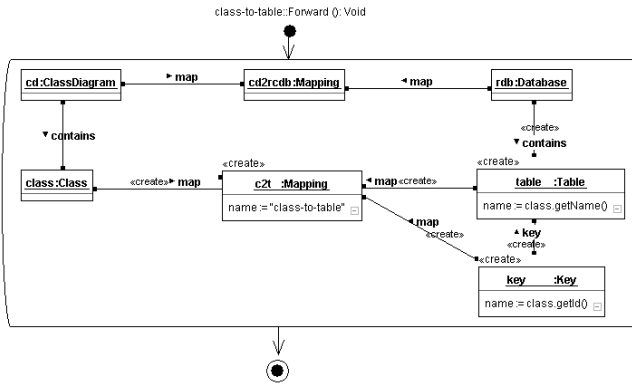 class-to-table::Forward (): Void
cd :ClassDiagram
▸ map
cd2rcdb:Mapping
◂ map
rdb:Database
▾ contains
«create»
▾ contains
class :Class
«create» ▸ map
«create»
c2t :Mapping
name := "class-to-table"
◂ map «create»
«create»
table :Table
name := class.getName()
◂ map
«create»
▴ key
«create»
«create»
key :Key
name := class.getId()